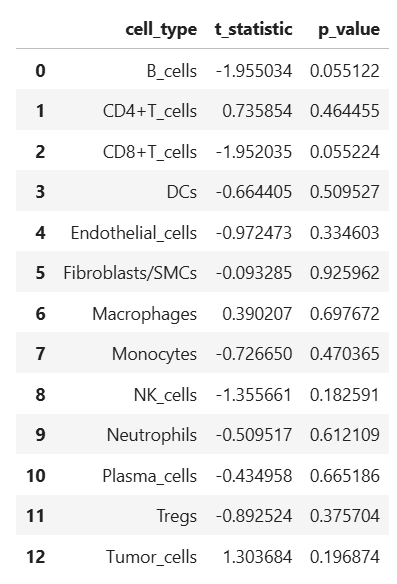 cell_type t_statistic p_value
0 B_cells -1.955034 0.055122
1 CD4+T_cells 0.735854 0.464455
2 CD8+T_cells -1.952035 0.055224
3 DCs -0.664405 0.509527
4 Endothelial_cells -0.972473 0.334603
5 Fibroblasts/SMCs -0.093285 0.925962
6 Macrophages 0.390207 0.697672
7 Monocytes -0.726650 0.470365
8 NK_cells -1.355661 0.182591
9 Neutrophils -0.509517 0.612109
10 Plasma_cells -0.434958 0.665186
11 Tregs -0.892524 0.375704
12 Tumor_cells 1.303684 0.196874